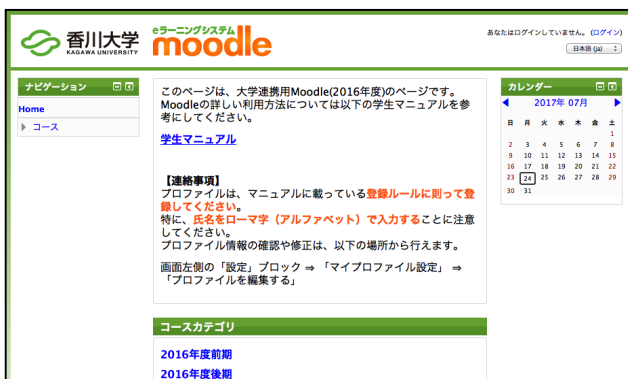 香川大学
KAGAWA UNIVERSITY
eラーニングシステム
moodle
あなたはログインしていません。 (ログイン)
日本語 (ja)
ナビゲーション
Home
コース
このページは、大学連携用Moodle(2016年度)のページです。
Moodleの詳しい利用方法については以下の学生マニュアルを参
考にしてください。
学生マニュアル
【連絡事項】
プロファイルは、マニュアルに載っている登録ルールに則って登
録してください。
特に、氏名をローマ字（アルファベット）で入力することに注意
してください。
プロファイル情報の確認や修正は、以下の場所から行えます。
画面左側の「設定」ブロック ⇒ 「マイプロファイル設定」 ⇒
「プロファイルを編集する」
コースカテゴリ
2016年度前期
2016年度後期
カレンダー
2017年 07月
日 月 火 水 木 金 土
1
2 3 4 5 6 7 8
9 10 11 12 13 14 15
16 17 18 19 20 21 22
23 24 25 26 27 28 29
30 31